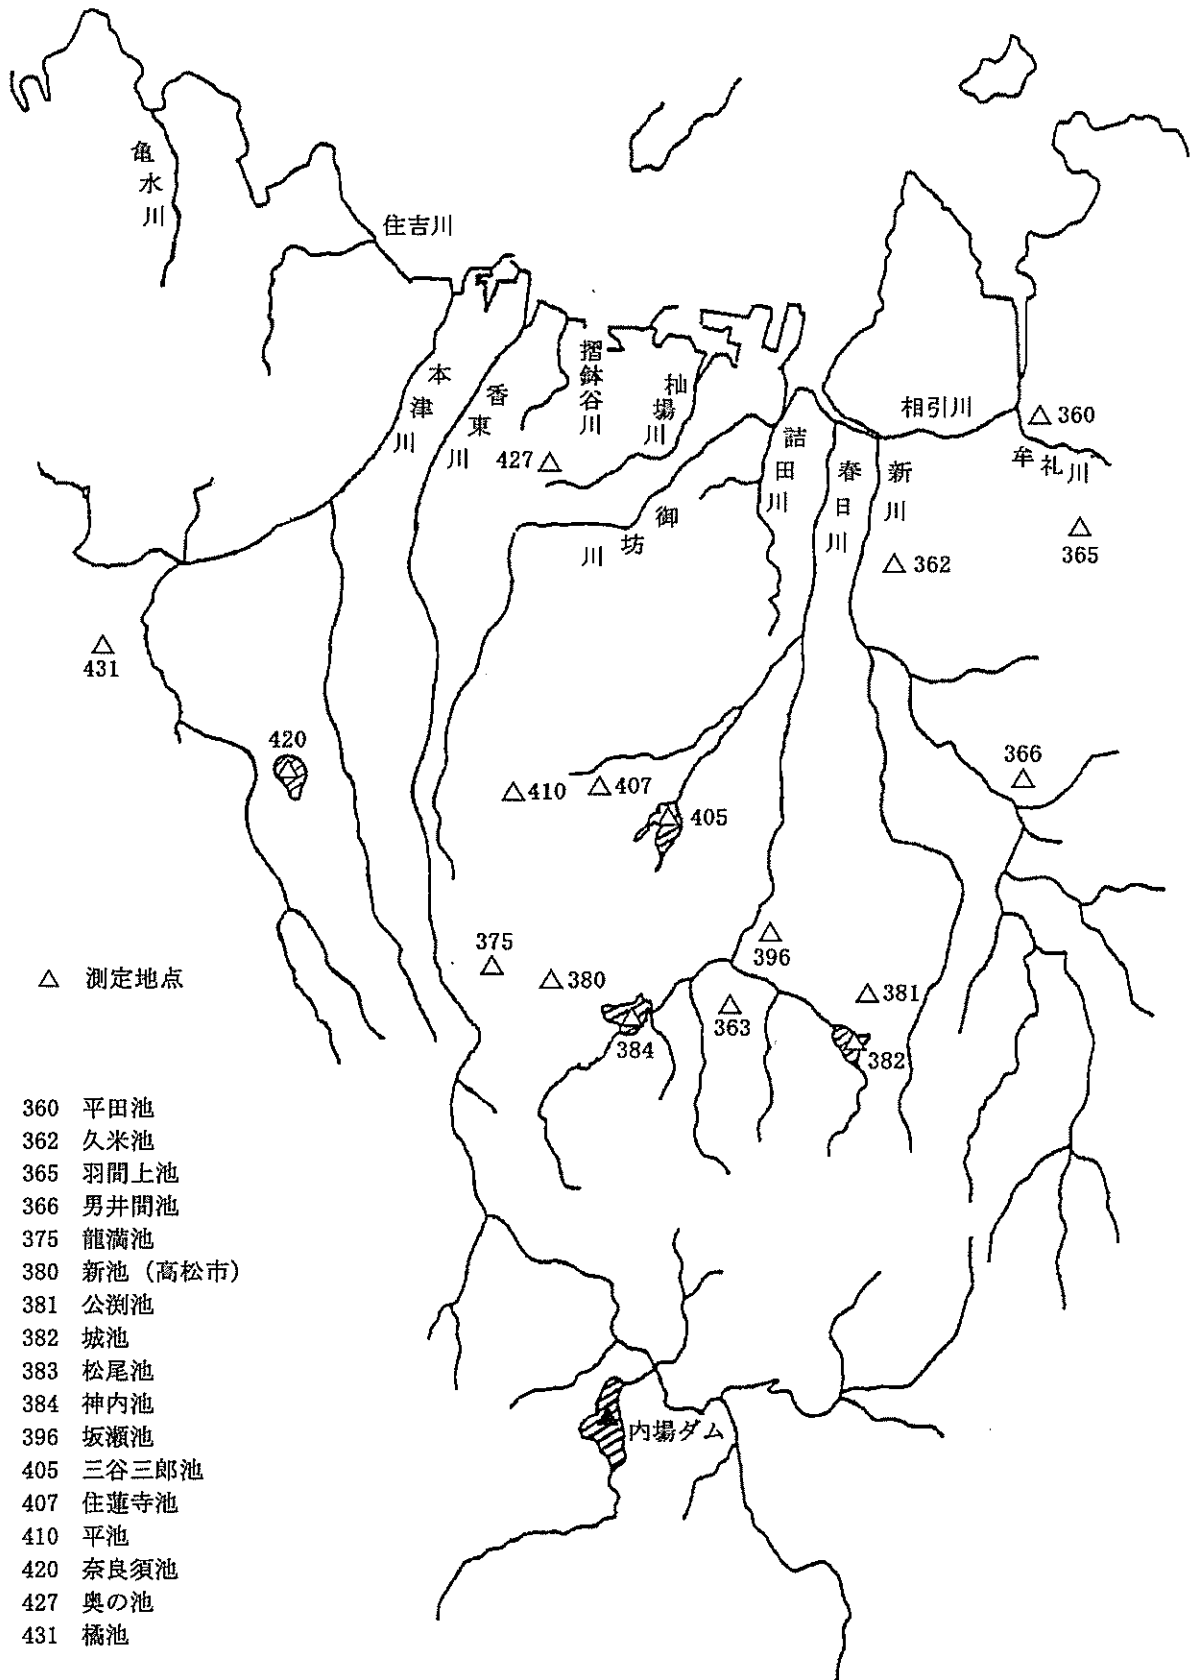 亀水川
住吉川
本津川
香東川
摺鉢谷川
杣場川
御坊川
詰田川
春日川
新川
相引川
牟礼川
360
427
362
365
431
420
366
410
407
405
375
380
396
381
363
384
382
内場ダム
△ 測定地点
360 平田池
362 久米池
365 羽間上池
366 男井間池
375 龍満池
380 新池（高松市）
381 公渕池
382 城池
383 松尾池
384 神内池
396 坂瀬池
405 三谷三郎池
407 住蓮寺池
410 平池
420 奈良須池
427 奥の池
431 橘池